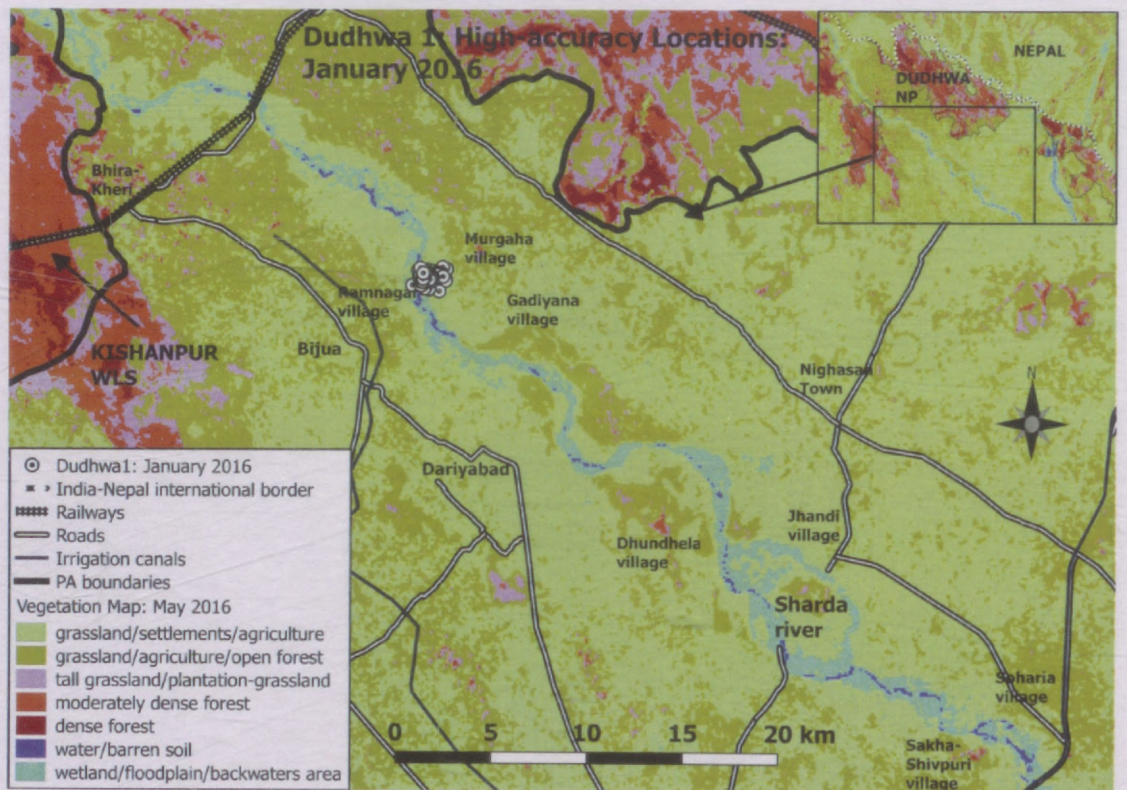 Dudhwa 1: High-accuracy Locations:
January 2016
NEPAL
DUDHWA
NP
Bhira-
Kheri
Murgaha
village
Ramnagar
village
Gadiyana
village
Bijua
KISHANPUR
WLS
Nighasan
Town
N
Dariyabad
Jhandi
village
Dhundhela
village
Sharda
river
Soharia
village
Sakha-
Shivpuri
village
0 5 10 15 20 km
Dudhwa1: January 2016
India-Nepal international border
Railways
Roads
Irrigation canals
PA boundaries
Vegetation Map: May 2016
grassland/settlements/agriculture
grassland/agriculture/open forest
tall grassland/plantation-grassland
moderately dense forest
dense forest
water/barren soil
wetland/floodplain/backwaters area